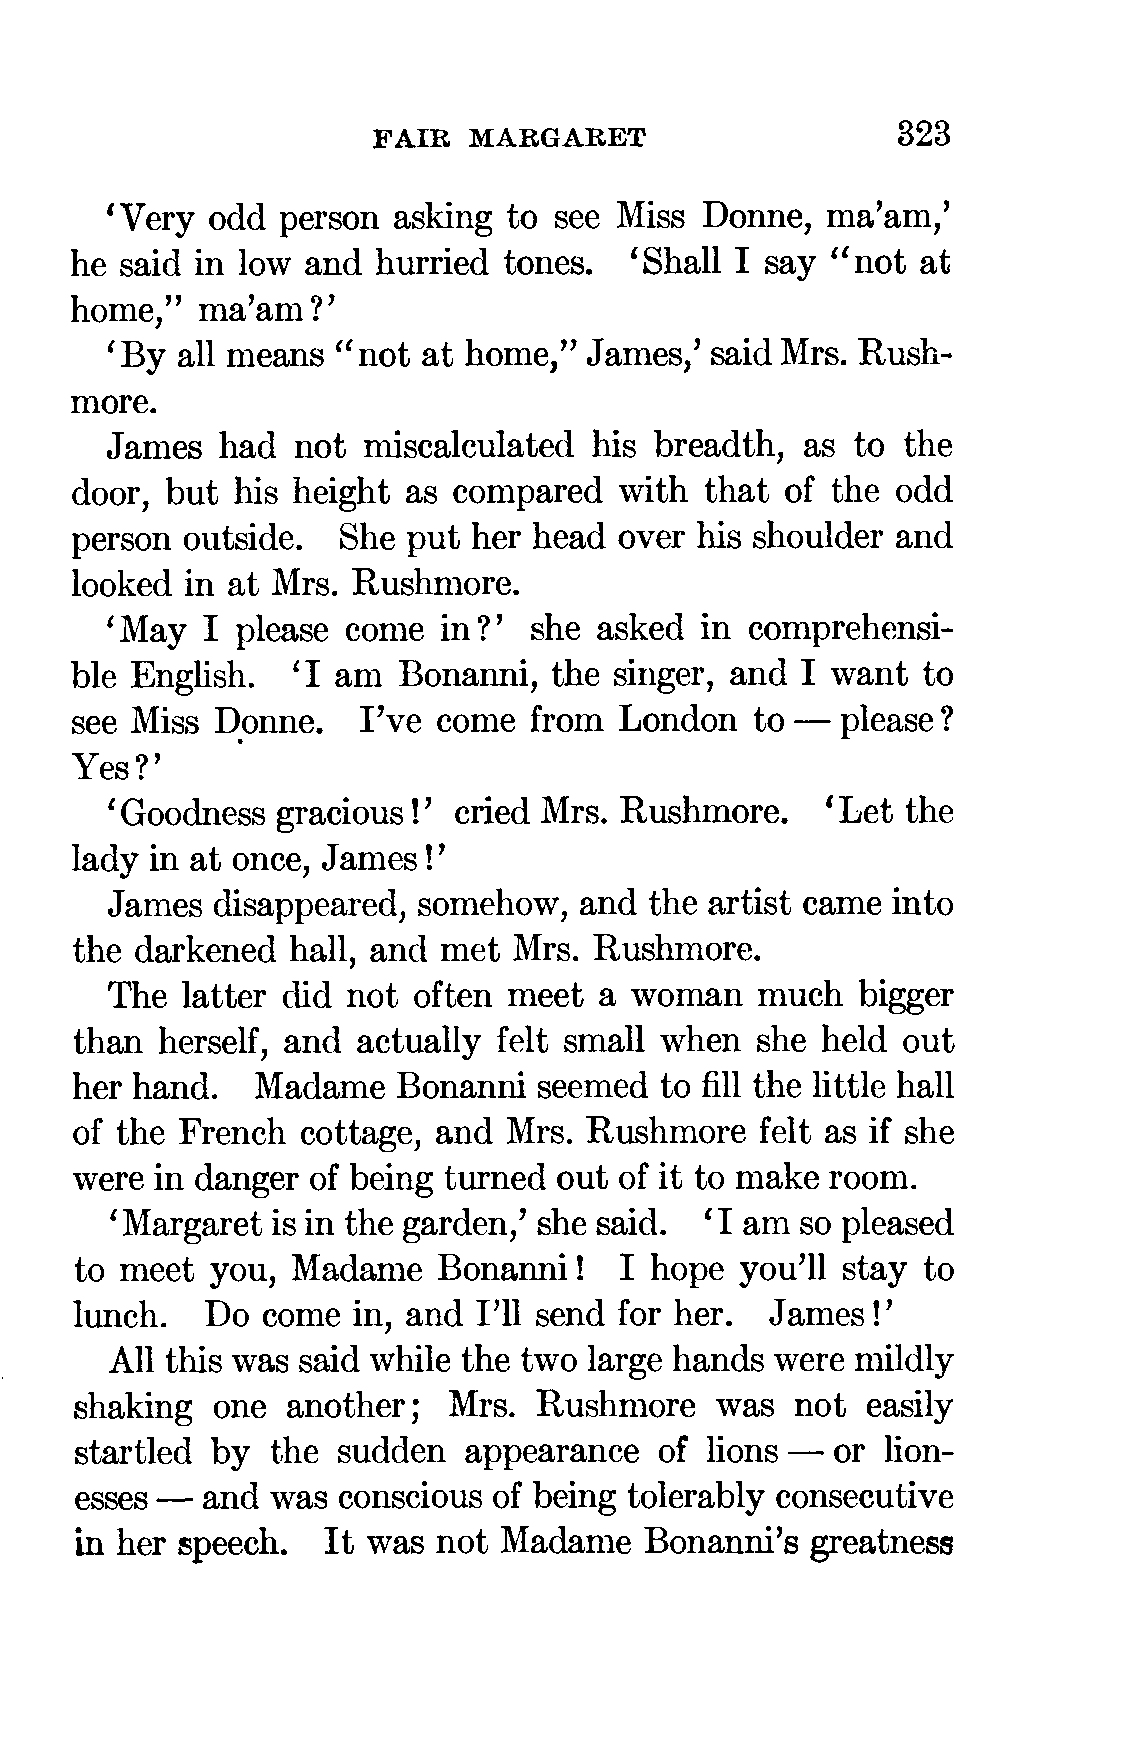 FAIR MARGARET 323
‘Very odd person asking to see Miss Donne, ma’am,’
he said in low and hurried tones. ‘Shall I say “not at
home,” ma’am?’
‘By all means “not at home,” James,’ said Mrs. Rush-
more.
James had not miscalculated his breadth, as to the
door, but his height as compared with that of the odd
person outside. She put her head over his shoulder and
looked in at Mrs. Rushmore.
‘May I please come in?’ she asked in comprehensi-
ble English. ‘I am Bonanni, the singer, and I want to
see Miss Donne. I’ve come from London to — please?
Yes?’
‘Goodness gracious!’ cried Mrs. Rushmore. ‘Let the
lady in at once, James!’
James disappeared, somehow, and the artist came into
the darkened hall, and met Mrs. Rushmore.
The latter did not often meet a woman much bigger
than herself, and actually felt small when she held out
her hand. Madame Bonanni seemed to fill the little hall
of the French cottage, and Mrs. Rushmore felt as if she
were in danger of being turned out of it to make room.
‘Margaret is in the garden,’ she said. ‘I am so pleased
to meet you, Madame Bonanni! I hope you’ll stay to
lunch. Do come in, and I’ll send for her. James!’
All this was said while the two large hands were mildly
shaking one another; Mrs. Rushmore was not easily
startled by the sudden appearance of lions — or lion-
esses — and was conscious of being tolerably consecutive
in her speech. It was not Madame Bonanni’s greatness